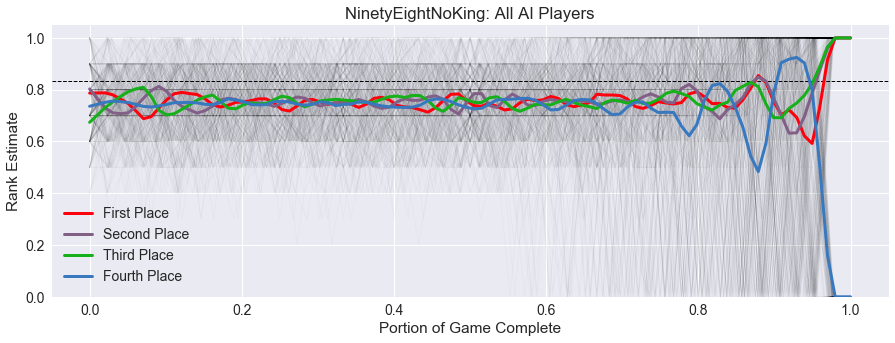 NinetyEightNoKing: All AI Players
Rank Estimate
1.0
0.8
0.6
0.4
0.2
0.0
First Place
Second Place
Third Place
Fourth Place
0.0 0.2 0.4 0.6 0.8 1.0
Portion of Game Complete